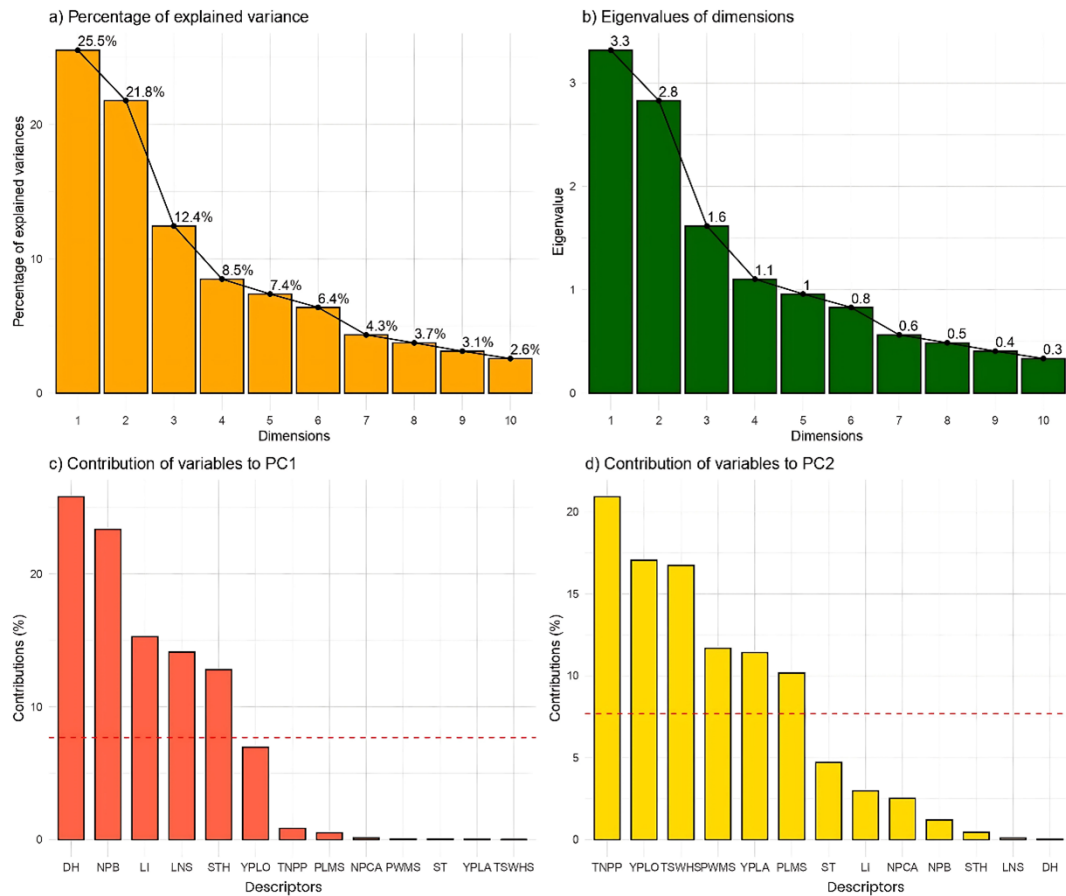 a) Percentage of explained variance
Percentage of explained variances
20
10
0
25.5%
21.8%
12.4%
8.5%
7.4%
6.4%
4.3%
3.7%
3.1%
2.6%
1 2 3 4 5 6 7 8 9 10
Dimensions
b) Eigenvalues of dimensions
Eigenvalue
3
2
1
0
3.3
2.8
1.6
1.1
1
0.8
0.6
0.5
0.4
0.3
1 2 3 4 5 6 7 8 9 10
Dimensions
c) Contribution of variables to PC1
Contributions (%)
20
10
0
DH NPB LI LNS STH YPLO TNPP PLMS NPCA PWMS ST YPLA TSWHS
Descriptors
d) Contribution of variables to PC2
Contributions (%)
20
15
10
5
0
TNPP YPLO TSWHS PWMS YPLA PLMS ST LI NPCA NPB STH LNS DH
Descriptors